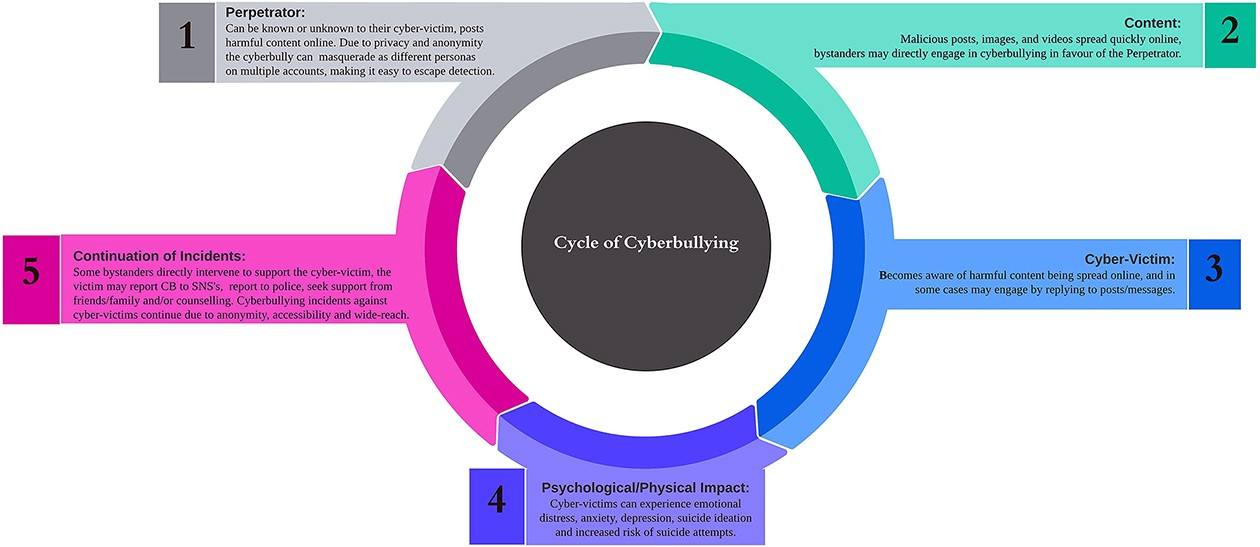 1
Perpetrator:
Can be known or unknown to their cyber-victim, posts
harmful content online. Due to privacy and anonymity
the cyberbully can masquerade as different personas
on multiple accounts, making it easy to escape detection.
2
Content:
Malicious posts, images, and videos spread quickly online,
bystanders may directly engage in cyberbullying in favour of the Perpetrator.
Cycle of Cyberbullying
3
Cyber-Victim:
Becomes aware of harmful content being spread online, and in
some cases may engage by replying to posts/messages.
4
Psychological/Physical Impact:
Cyber-victims can experience emotional
distress, anxiety, depression, suicide ideation
and increased risk of suicide attempts.
5
Continuation of Incidents:
Some bystanders directly intervene to support the cyber-victim, the
victim may report CB to SNS's, report to police, seek support from
friends/family and/or counselling. Cyberbullying incidents against
cyber-victims continue due to anonymity, accessibility and wide-reach.